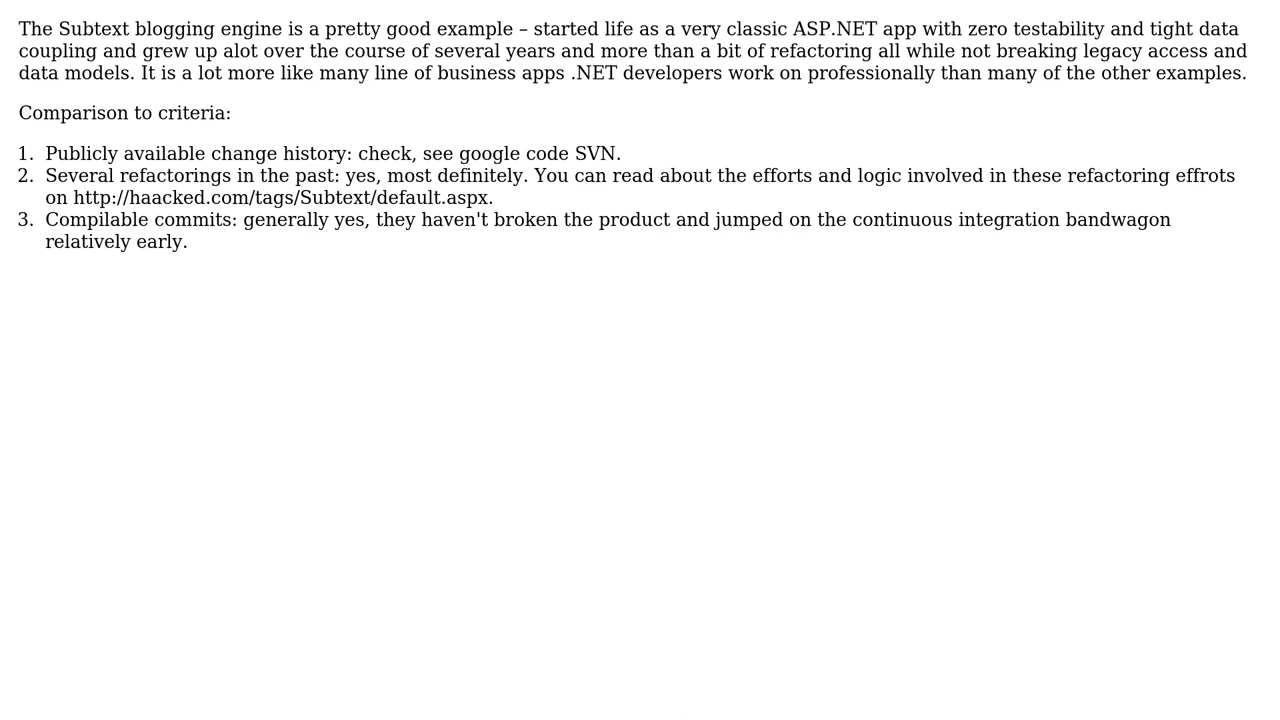 The Subtext blogging engine is a pretty good example – started life as a very classic ASP.NET app with zero testability and tight data
coupling and grew up alot over the course of several years and more than a bit of refactoring all while not breaking legacy access and
data models. It is a lot more like many line of business apps .NET developers work on professionally than many of the other examples.
Comparison to criteria:
1. Publicly available change history: check, see google code SVN.
2. Several refactorings in the past: yes, most definitely. You can read about the efforts and logic involved in these refactoring effrots
on http://haacked.com/tags/Subtext/default.aspx.
3. Compilable commits: generally yes, they haven't broken the product and jumped on the continuous integration bandwagon
relatively early.